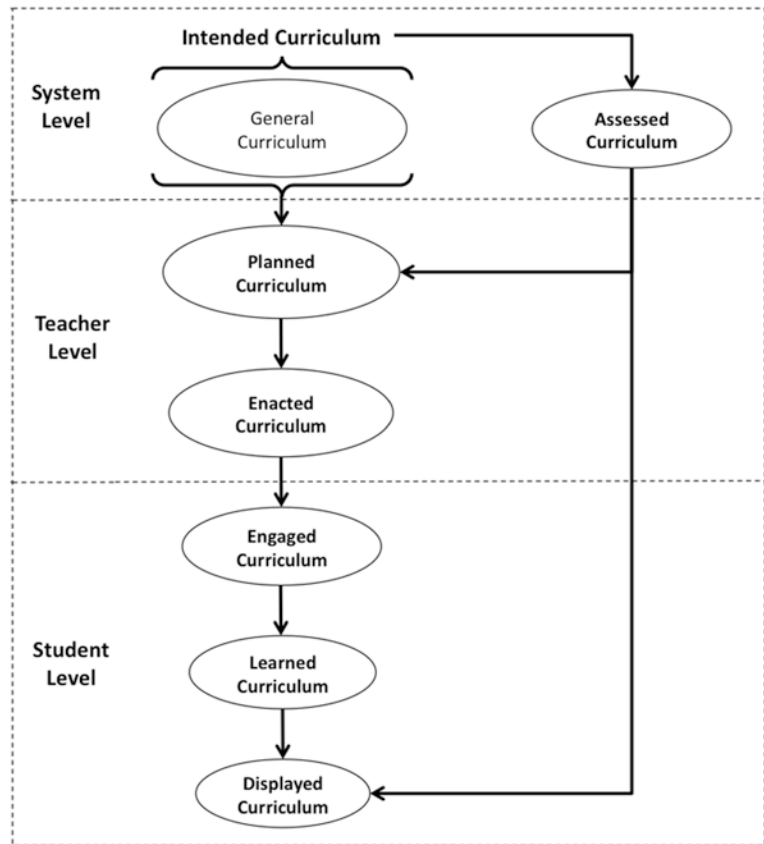 Intended Curriculum
System
Level
General
Curriculum
Assessed
Curriculum
Planned
Curriculum
Teacher
Level
Enacted
Curriculum
Engaged
Curriculum
Student
Level
Learned
Curriculum
Displayed
Curriculum